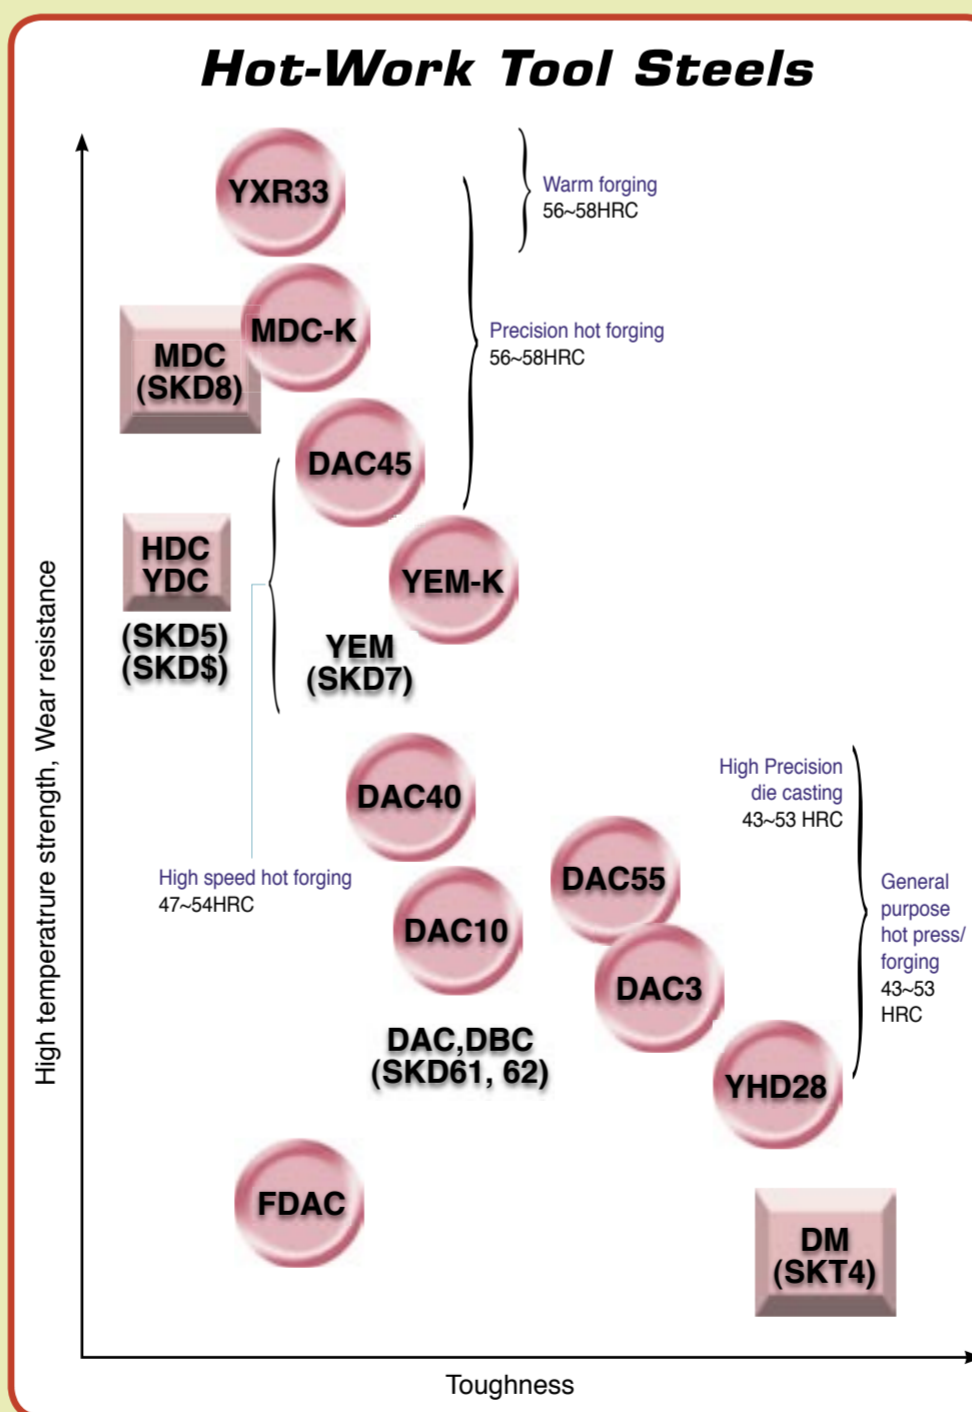 Hot-Work Tool Steels
YXR33
Warm forging
56~58HRC
MDC-K
MDC
(SKD8)
Precision hot forging
56~58HRC
DAC45
HDC
YDC
(SKD5)
(SKD$)
YEM-K
YEM
(SKD7)
High temperatrure strength, Wear resistance
DAC40
High Precision
die casting
43~53 HRC
High speed hot forging
47~54HRC
DAC55
General
purpose
hot press/
forging
43~53
HRC
DAC10
DAC3
DAC,DBC
(SKD61, 62)
YHD28
FDAC
DM
(SKT4)
Toughness